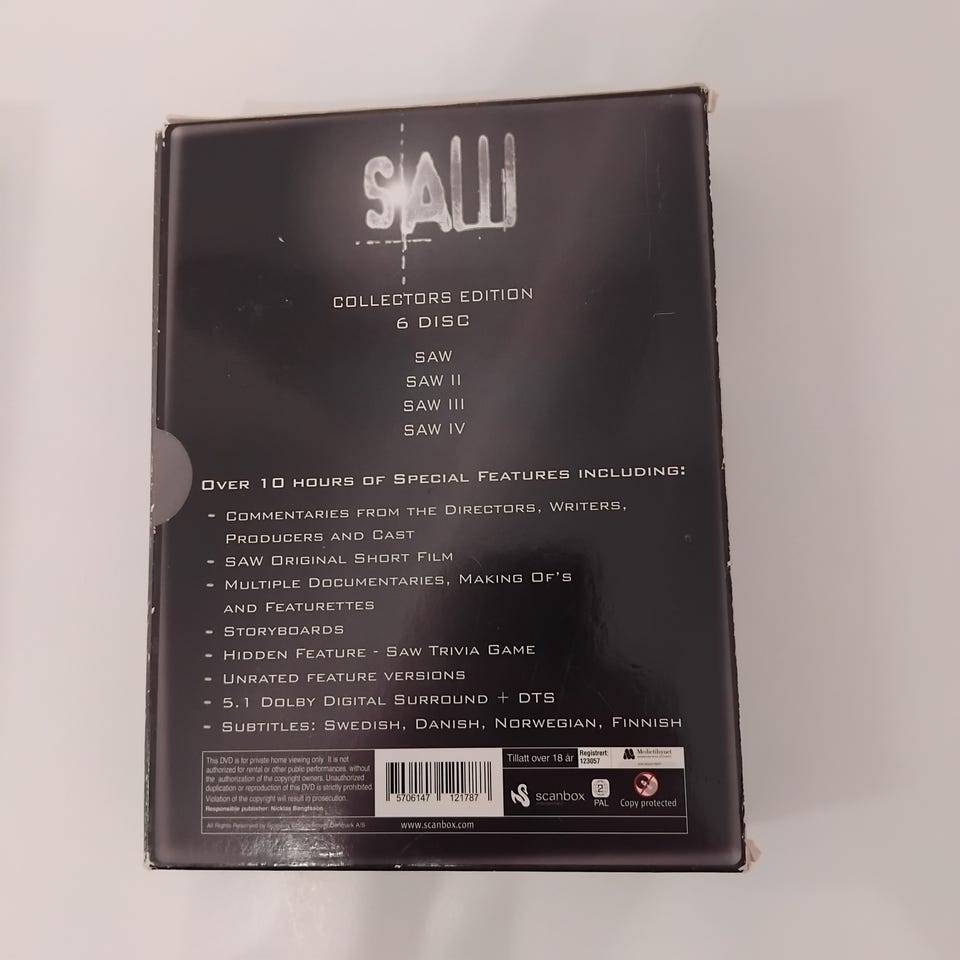 SAW
COLLECTORS EDITION
6 DISC
SAW
SAW II
SAW III
SAW IV
OVER 10 HOURS OF SPECIAL FEATURES INCLUDING:
- COMMENTARIES FROM THE DIRECTORS, WRITERS,
PRODUCERS AND CAST
- SAW ORIGINAL SHORT FILM
- MULTIPLE DOCUMENTARIES, MAKING OF'S
AND FEATURETTES
- STORYBOARDS
- HIDDEN FEATURE - SAW TRIVIA GAME
- UNRATED FEATURE VERSIONS
- 5.1 DOLBY DIGITAL SURROUND + DTS
- SUBTITLES: SWEDISH, DANISH, NORWEGIAN, FINNISH
This DVD is for private home viewing only. It is not
authorized for rental or other public performances, without
the authorization of the copyright owners. Unauthorized
duplication or reproduction of this DVD is strictly prohibited.
Violation of the copyright will result in prosecution.
Responsible publisher: Nicklas Bengtsson
All Rights Reserved by Danmark A/S
5706147 121787
www.scanbox.com
Tillatt over 18 år
Registrert:
123057
Medietilsynet
scanbox
2
PAL
Copy protected